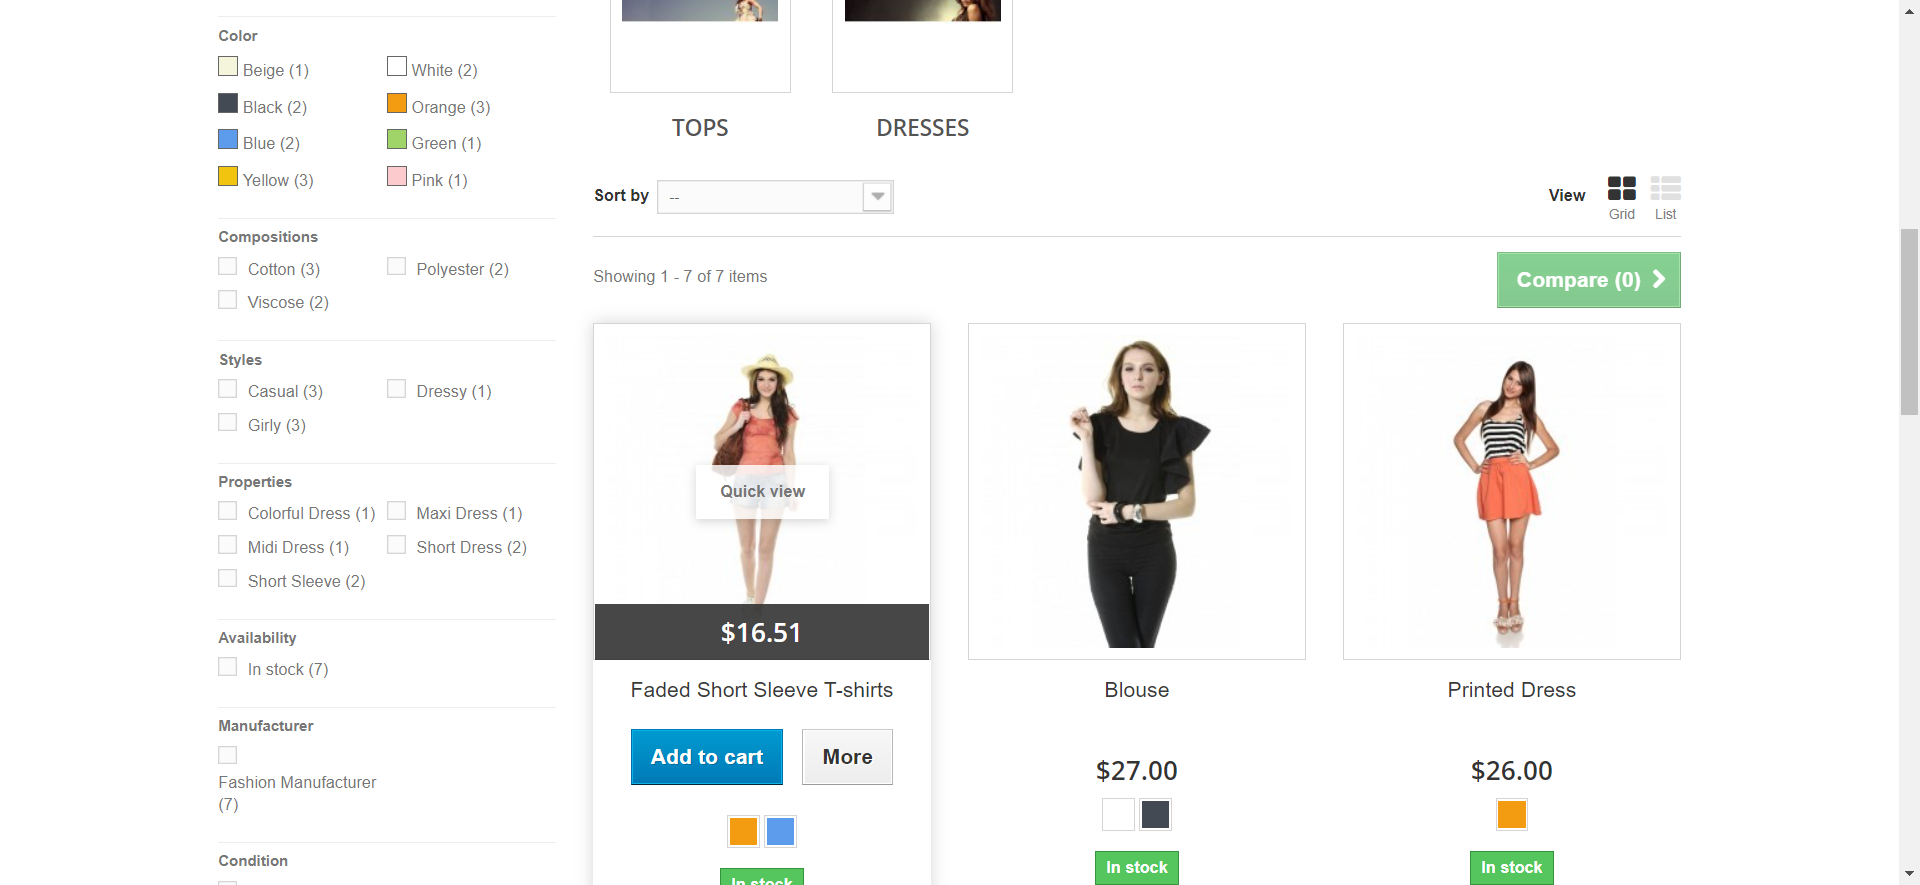 Color
Beige (1)
White (2)
Black (2)
Orange (3)
Blue (2)
Green (1)
Yellow (3)
Pink (1)
Compositions
Cotton (3)
Polyester (2)
Viscose (2)
Styles
Casual (3)
Dressy (1)
Girly (3)
Properties
Colorful Dress (1)
Maxi Dress (1)
Midi Dress (1)
Short Dress (2)
Short Sleeve (2)
Availability
In stock (7)
Manufacturer
Fashion Manufacturer
(7)
Condition
TOPS
DRESSES
Sort by
--
View
Grid
List
Showing 1 - 7 of 7 items
Compare (0)
Quick view
$16.51
Faded Short Sleeve T-shirts
Add to cart
More
In stock
Blouse
$27.00
In stock
Printed Dress
$26.00
In stock